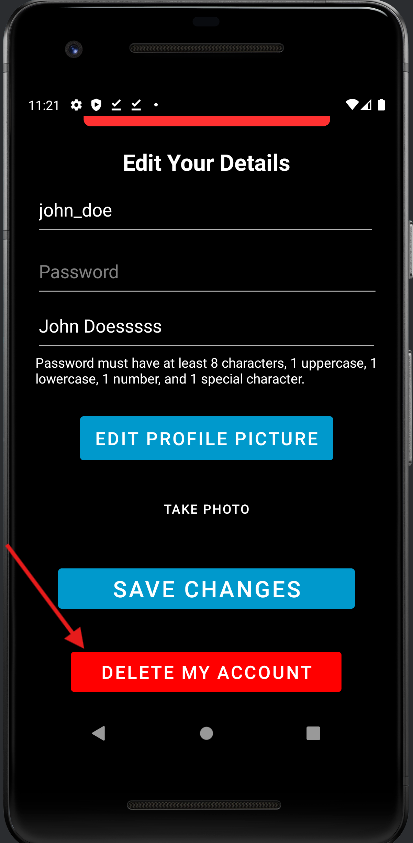 11:21
Edit Your Details
john_doe
Password
John Doesssss
Password must have at least 8 characters, 1 uppercase, 1
lowercase, 1 number, and 1 special character.
EDIT PROFILE PICTURE
TAKE PHOTO
SAVE CHANGES
DELETE MY ACCOUNT